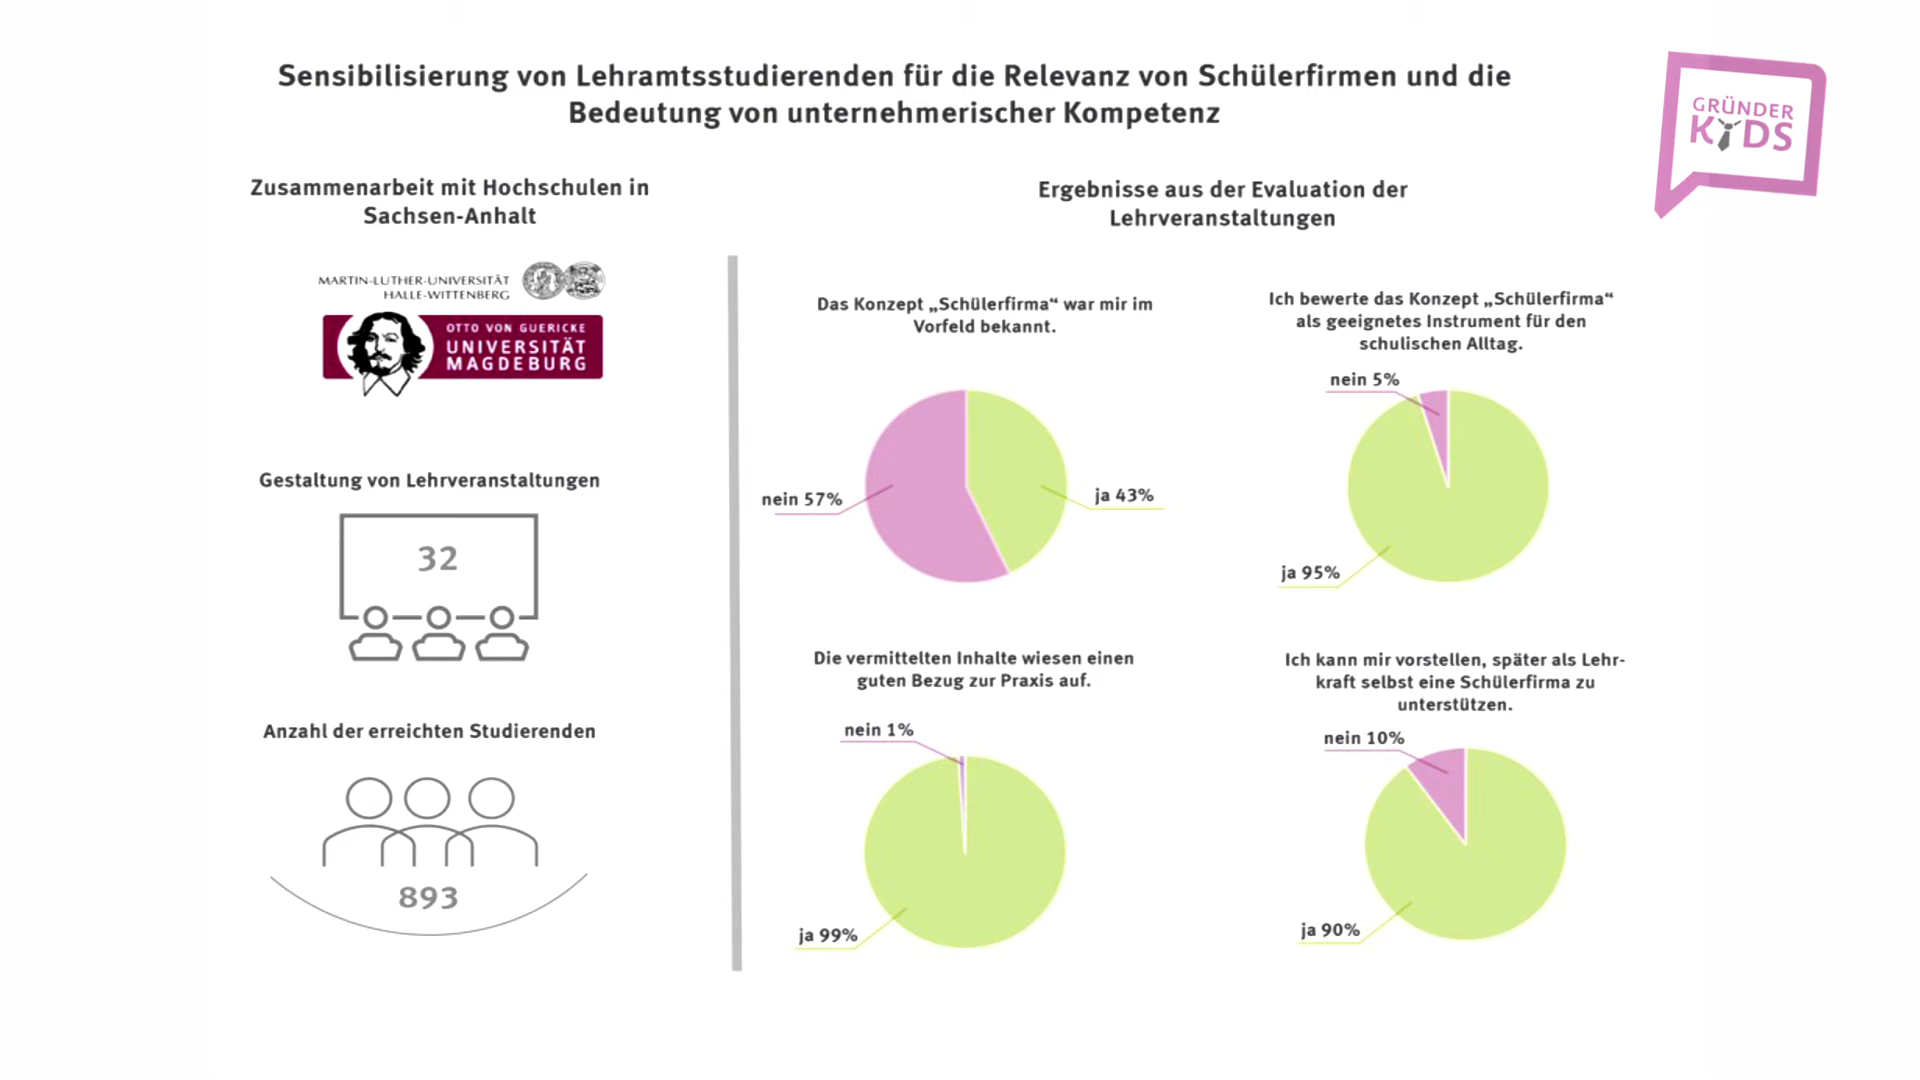 Sensibilisierung von Lehramtsstudierenden für die Relevanz von Schülerfirmen und die
Bedeutung von unternehmerischer Kompetenz
GRÜNDER
KIDS
Zusammenarbeit mit Hochschulen in
Sachsen-Anhalt
MARTIN-LUTHER-UNIVERSITÄT
HALLE-WITTENBERG
OTTO VON GUERICKE
UNIVERSITÄT
MAGDEBURG
Gestaltung von Lehrveranstaltungen
32
Anzahl der erreichten Studierenden
893
Ergebnisse aus der Evaluation der
Lehrveranstaltungen
Das Konzept „Schülerfirma“ war mir im
Vorfeld bekannt.
nein 57%
ja 43%
Ich bewerte das Konzept „Schülerfirma“
als geeignetes Instrument für den
schulischen Alltag.
nein 5%
ja 95%
Die vermittelten Inhalte wiesen einen
guten Bezug zur Praxis auf.
nein 1%
ja 99%
Ich kann mir vorstellen, später als Lehr-
kraft selbst eine Schülerfirma zu
unterstützen.
nein 10%
ja 90%